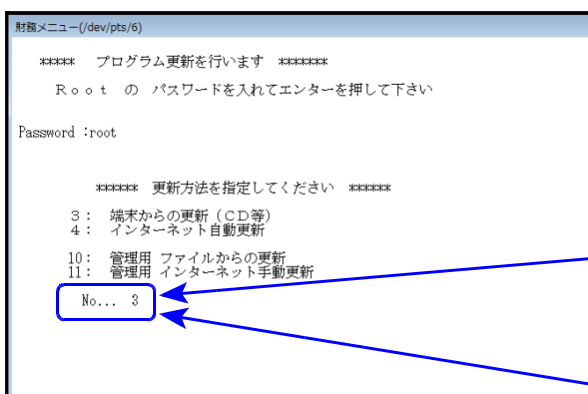 財務メニュー(/dev/pts/6)
***** プログラム更新を行います *******
Ｒｏｏｔ の パスワードを入れてエンターを押して下さい
Password :root
****** 更新方法を指定してください ******
３： 端末からの更新（ＣＤ等）
４： インターネット自動更新
10： 管理用 ファイルからの更新
11： 管理用 インターネット手動更新
No... 3